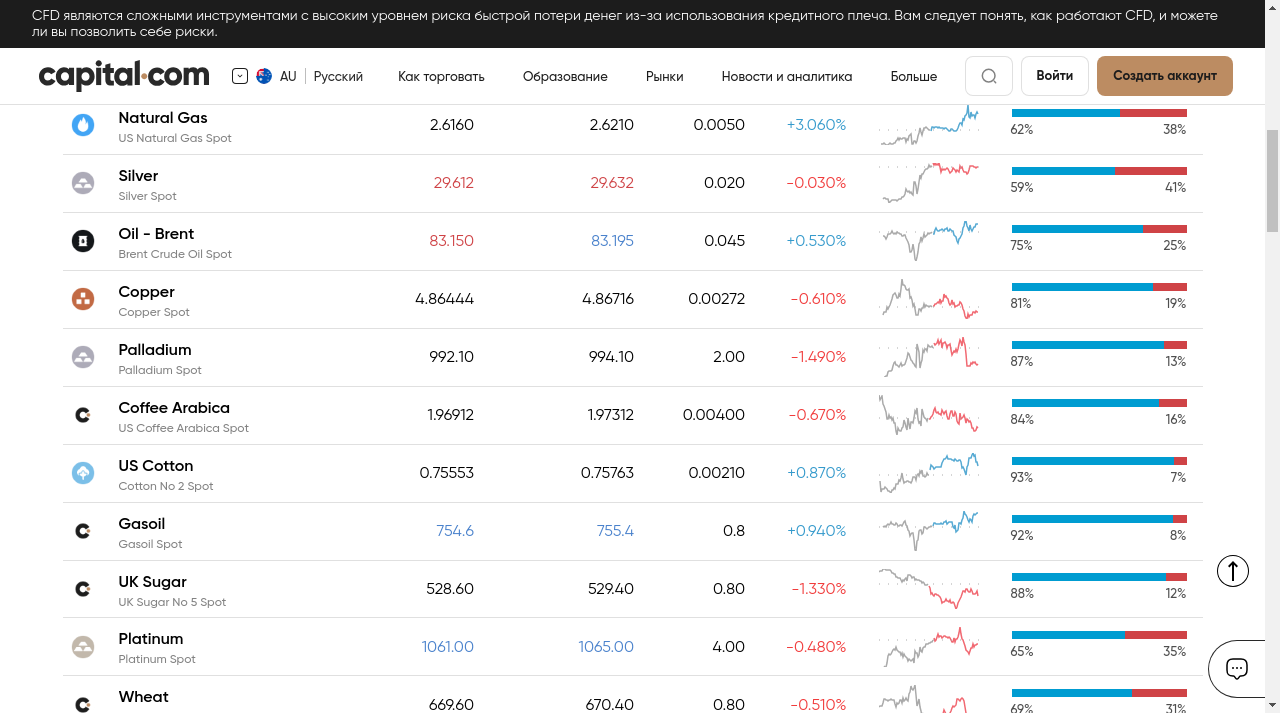 CFD являются сложными инструментами с высоким уровнем риска быстрой потери денег из-за использования кредитного плеча. Вам следует понять, как работают CFD, и можете
ли вы позволить себе риски.
capital.com AU Русский Как торговать Образование Рынки Новости и аналитика Больше Войти Создать аккаунт
Natural Gas 2.6160 2.6210 0.0050 +3.060%
US Natural Gas Spot 62% 38%
Silver 29.612 29.632 0.020 -0.030%
Silver Spot 59% 41%
Oil - Brent 83.150 83.195 0.045 +0.530%
Brent Crude Oil Spot 75% 25%
Copper 4.86444 4.86716 0.00272 -0.610%
Copper Spot 81% 19%
Palladium 992.10 994.10 2.00 -1.490%
Palladium Spot 87% 13%
Coffee Arabica 1.96912 1.97312 0.00400 -0.670%
US Coffee Arabica Spot 84% 16%
US Cotton 0.75553 0.75763 0.00210 +0.870%
Cotton No 2 Spot 93% 7%
Gasoil 754.6 755.4 0.8 +0.940%
Gasoil Spot 92% 8%
UK Sugar 528.60 529.40 0.80 -1.330%
UK Sugar No 5 Spot 88% 12%
Platinum 1061.00 1065.00 4.00 -0.480%
Platinum Spot 65% 35%
Wheat 669.60 670.40 0.80 -0.510%
69% 31%